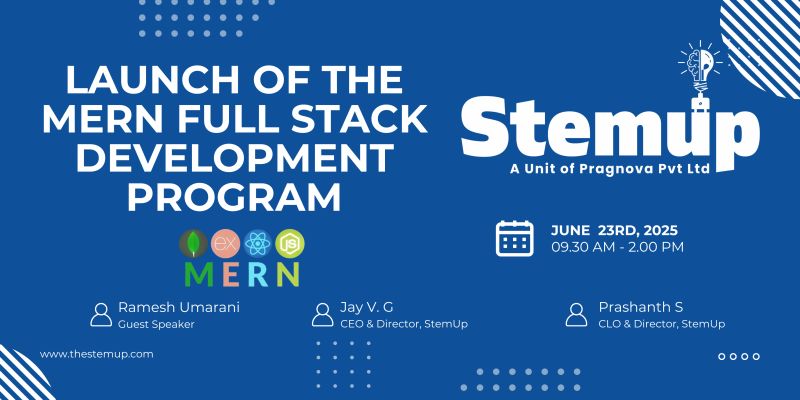 LAUNCH OF THE
MERN FULL STACK
DEVELOPMENT
PROGRAM
ex
JS
MERN
Stemup
A Unit of Pragnova Pvt Ltd
JUNE 23RD, 2025
09.30 AM - 2.00 PM
Ramesh Umarani
Guest Speaker
Jay V. G
CEO & Director, StemUp
Prashanth S
CLO & Director, StemUp
www.thestemup.com